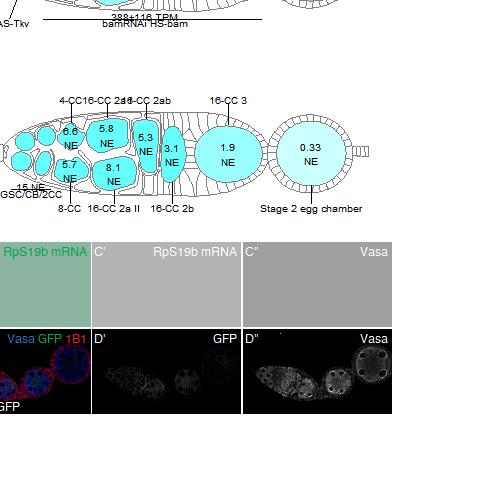 AS-Tkv
388±116 TPM
bamRNAi HS-bam
4-CC
16-CC 2ab
16-CC 3
6.6
NE
5.8
NE
5.3
NE
3.1
NE
1.9
NE
0.33
NE
5.7
NE
8.1
NE
15 NE
GSC/CB/2CC
8-CC
16-CC 2a II
16-CC 2b
Stage 2 egg chamber
RpS19b mRNA
C'
RpS19b mRNA
C"
Vasa
Vasa GFP 1B1
D'
GFP
D"
Vasa
GFP